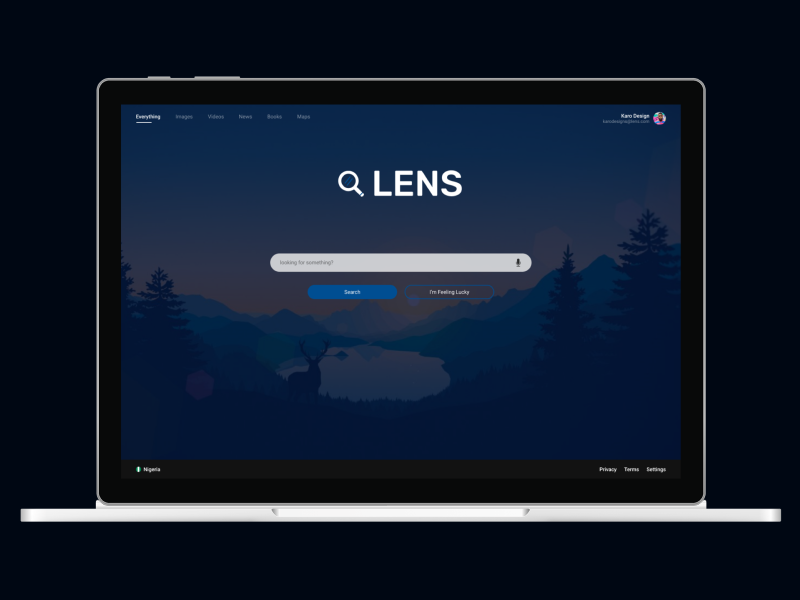 Everything Images Videos News Books Maps
Karo Design
LENS
looking for something?
Search I'm Feeling Lucky
Nigeria Privacy Terms Settings